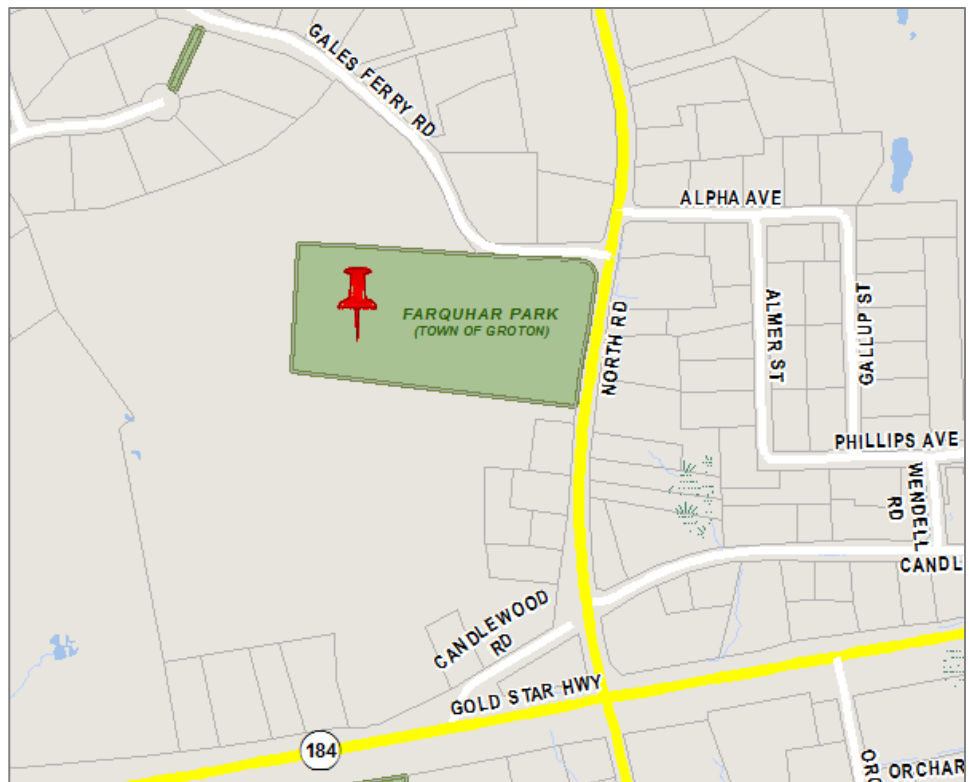 GALES FERRY RD
ALPHA AVE
FARQUHAR PARK
(TOWN OF GROTON)
NORTH RD
ALMER ST
GALLUP ST
PHILLIPS AVE
WENDELL
RD
CANDL
CANDLEWOOD
RD
GOLD STAR HWY
184
ORC
ORCHAR